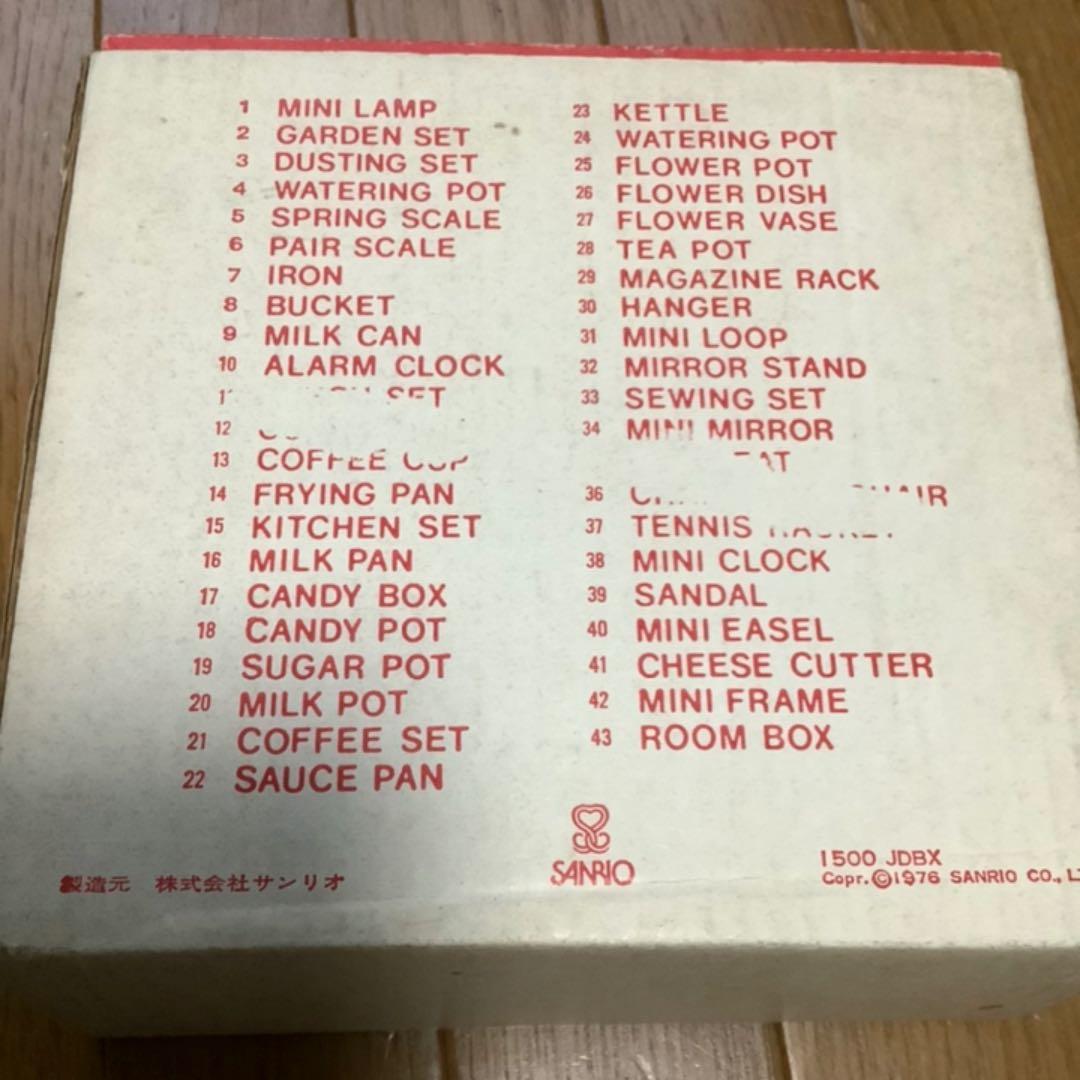 1 MINI LAMP
2 GARDEN SET
3 DUSTING SET
4 WATERING POT
5 SPRING SCALE
6 PAIR SCALE
7 IRON
8 BUCKET
9 MILK CAN
10 ALARM CLOCK
SET
12
13 COFFEE CUP
14 FRYING PAN
15 KITCHEN SET
16 MILK PAN
17 CANDY BOX
18 CANDY POT
19 SUGAR POT
20 MILK POT
21 COFFEE SET
22 SAUCE PAN
23 KETTLE
24 WATERING POT
25 FLOWER POT
26 FLOWER DISH
27 FLOWER VASE
28 TEA POT
29 MAGAZINE RACK
30 HANGER
31 MINI LOOP
32 MIRROR STAND
33 SEWING SET
34 MINI MIRROR
36
37 TENNIS
38 MINI CLOCK
39 SANDAL
40 MINI EASEL
41 CHEESE CUTTER
42 MINI FRAME
43 ROOM BOX
SANRIO
製造元 株式会社サンリオ
1500 JDBX
Copr. ©1976 SANRIO CO.,